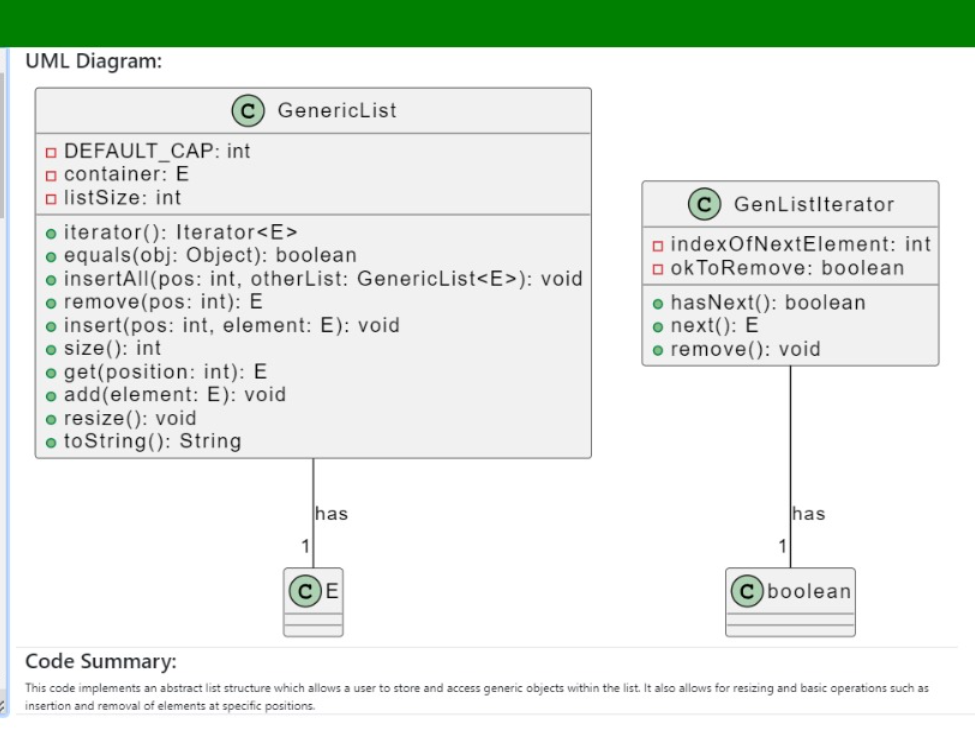 UML Diagram:
C GenericList
DEFAULT_CAP: int
container: E
listSize: int
iterator(): Iterator<E>
equals(obj: Object): boolean
insertAll(pos: int, otherList: GenericList<E>): void
remove(pos: int): E
insert(pos: int, element: E): void
size(): int
get(position: int): E
add(element: E): void
resize(): void
toString(): String
C GenListIterator
indexOfNextElement: int
okToRemove: boolean
hasNext(): boolean
next(): E
remove(): void
has
1
C E
has
1
C boolean
Code Summary:
This code implements an abstract list structure which allows a user to store and access generic objects within the list. It also allows for resizing and basic operations such as
insertion and removal of elements at specific positions.